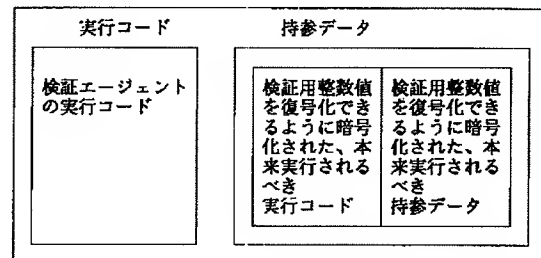 実行コード
持参データ
検証エージェント
の実行コード
検証用整数値
を復号化でき
るように暗号
化された、本
来実行される
べき
実行コード
検証用整数値
を復号化でき
るように暗号
化された、本
来実行される
べき
持参データ